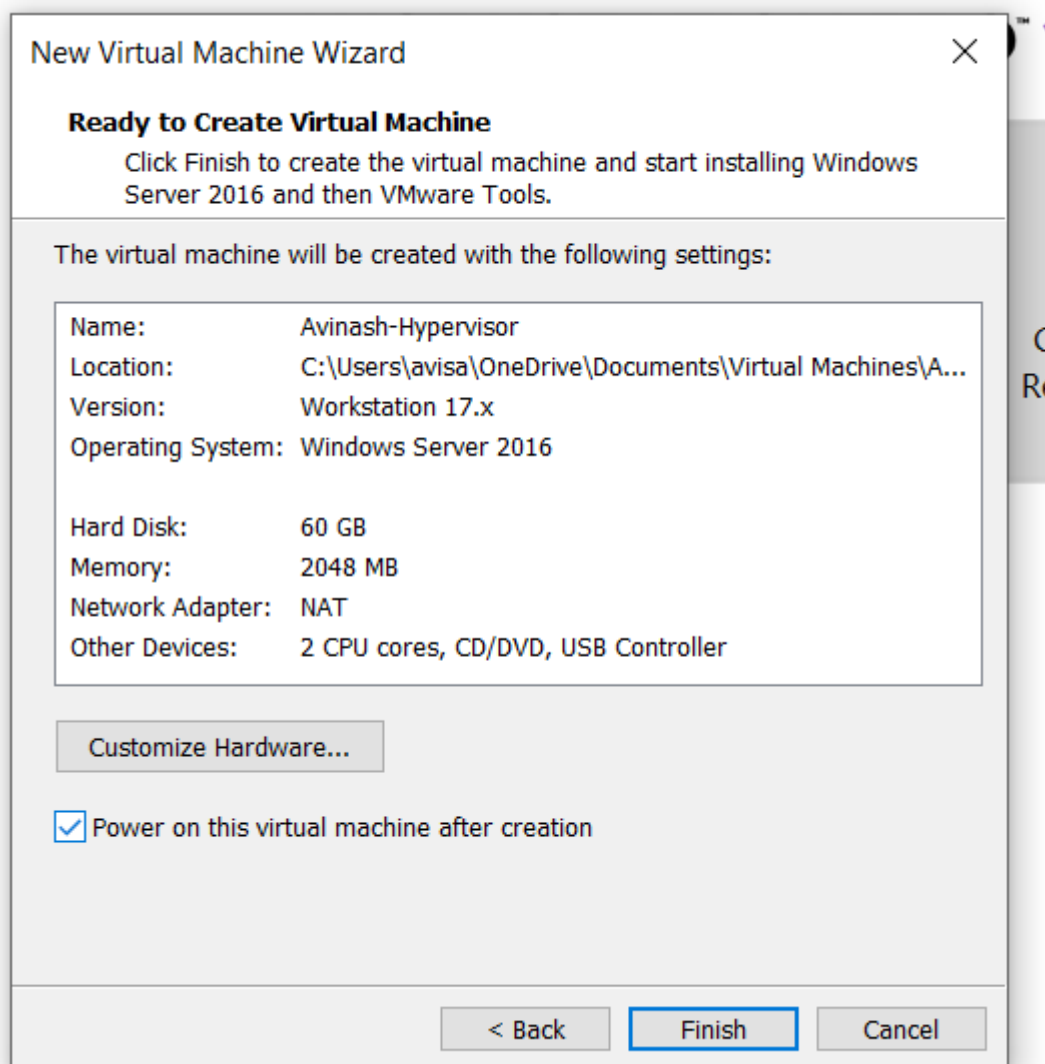 New Virtual Machine Wizard
™
Ready to Create Virtual Machine
Click Finish to create the virtual machine and start installing Windows
Server 2016 and then VMware Tools.
The virtual machine will be created with the following settings:
Name: Avinash-Hypervisor
Location: C:\Users\avisa\OneDrive\Documents\Virtual Machines\A...
Version: Workstation 17.x
Operating System: Windows Server 2016
Hard Disk: 60 GB
Memory: 2048 MB
Network Adapter: NAT
Other Devices: 2 CPU cores, CD/DVD, USB Controller
Customize Hardware...
Power on this virtual machine after creation
< Back Finish Cancel